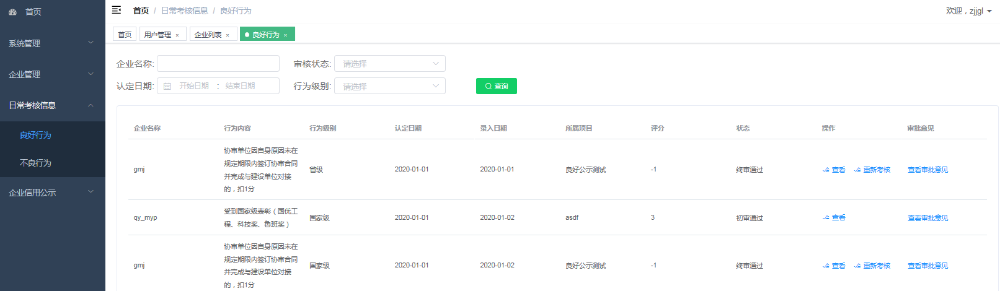 首页
系统管理
企业管理
日常考核信息
良好行为
不良行为
企业信用公示
首页 / 日常考核信息 / 良好行为
欢迎，zjjgl
首页 用户管理 × 企业列表 × 良好行为 ×
企业名称: 审核状态: 请选择
认定日期: 开始日期 : 结束日期 行为级别: 请选择 查询
企业名称 行为内容 行为级别 认定日期 录入日期 所属项目 评分 状态 操作 审批意见
协审单位因自身原因未在
规定期限内签订协审合同
并完成与建设单位对接
的，扣1分
gmj 省级 2020-01-01 2020-01-01 良好公示测试 -1 终审通过 查看 重新考核 查看审批意见
受到国家级表彰（国优工
程、科技奖、鲁班奖）
qy_myp 国家级 2020-01-01 2020-01-02 asdf 3 初审通过 查看 查看审批意见
协审单位因自身原因未在
规定期限内签订协审合同
并完成与建设单位对接
的，扣1分
gmj 国家级 2020-01-01 2020-01-02 良好公示测试 -1 终审通过 查看 重新考核 查看审批意见